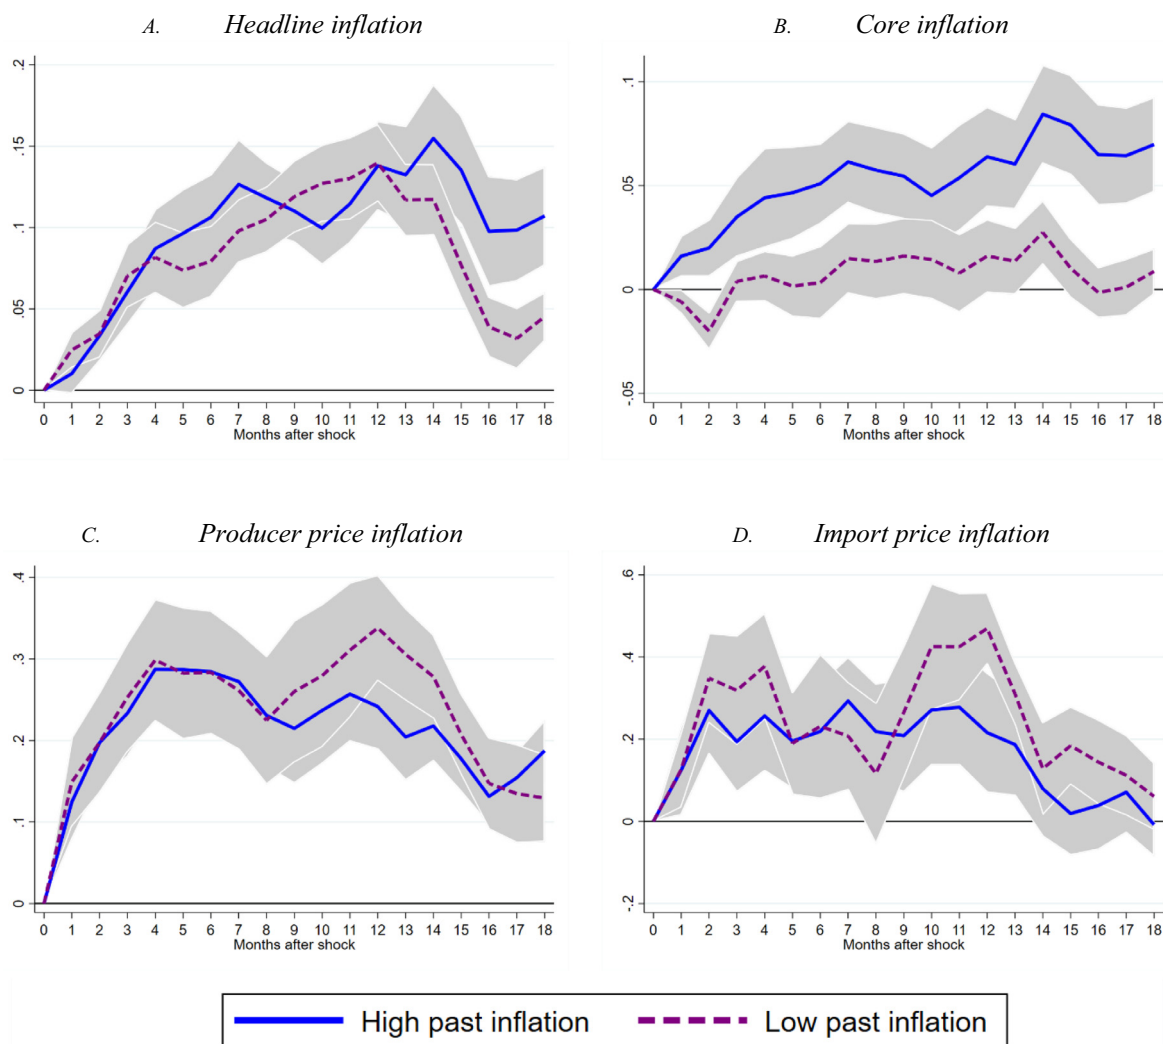 A. Headline inflation
B. Core inflation
.2
.15
.1
.05
0
0 1 2 3 4 5 6 7 8 9 10 11 12 13 14 15 16 17 18
Months after shock
.1
.05
0
-.05
0 1 2 3 4 5 6 7 8 9 10 11 12 13 14 15 16 17 18
Months after shock
C. Producer price inflation
D. Import price inflation
.4
.3
.2
.1
0
0 1 2 3 4 5 6 7 8 9 10 11 12 13 14 15 16 17 18
Months after shock
.6
.4
.2
0
-.2
0 1 2 3 4 5 6 7 8 9 10 11 12 13 14 15 16 17 18
Months after shock
High past inflation
Low past inflation